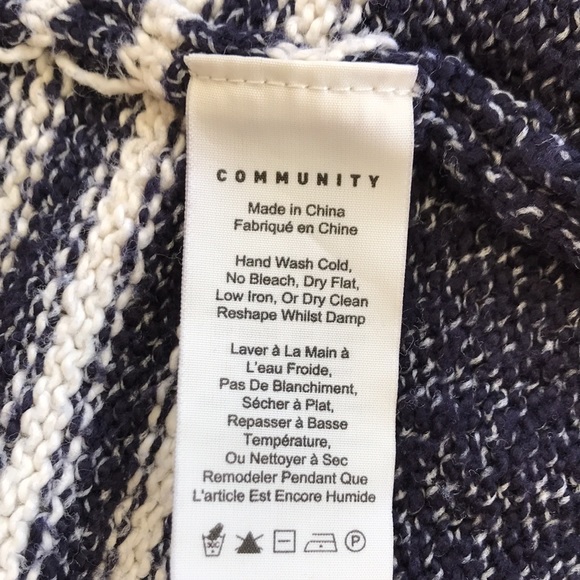 COMMUNITY
Made in China
Fabriqué en Chine
Hand Wash Cold,
No Bleach, Dry Flat,
Low Iron, Or Dry Clean
Reshape Whilst Damp
Laver à La Main à
L'eau Froide,
Pas De Blanchiment,
Sécher à Plat,
Repasser à Basse
Température,
Ou Nettoyer à Sec
Remodeler Pendant Que
L'article Est Encore Humide
P